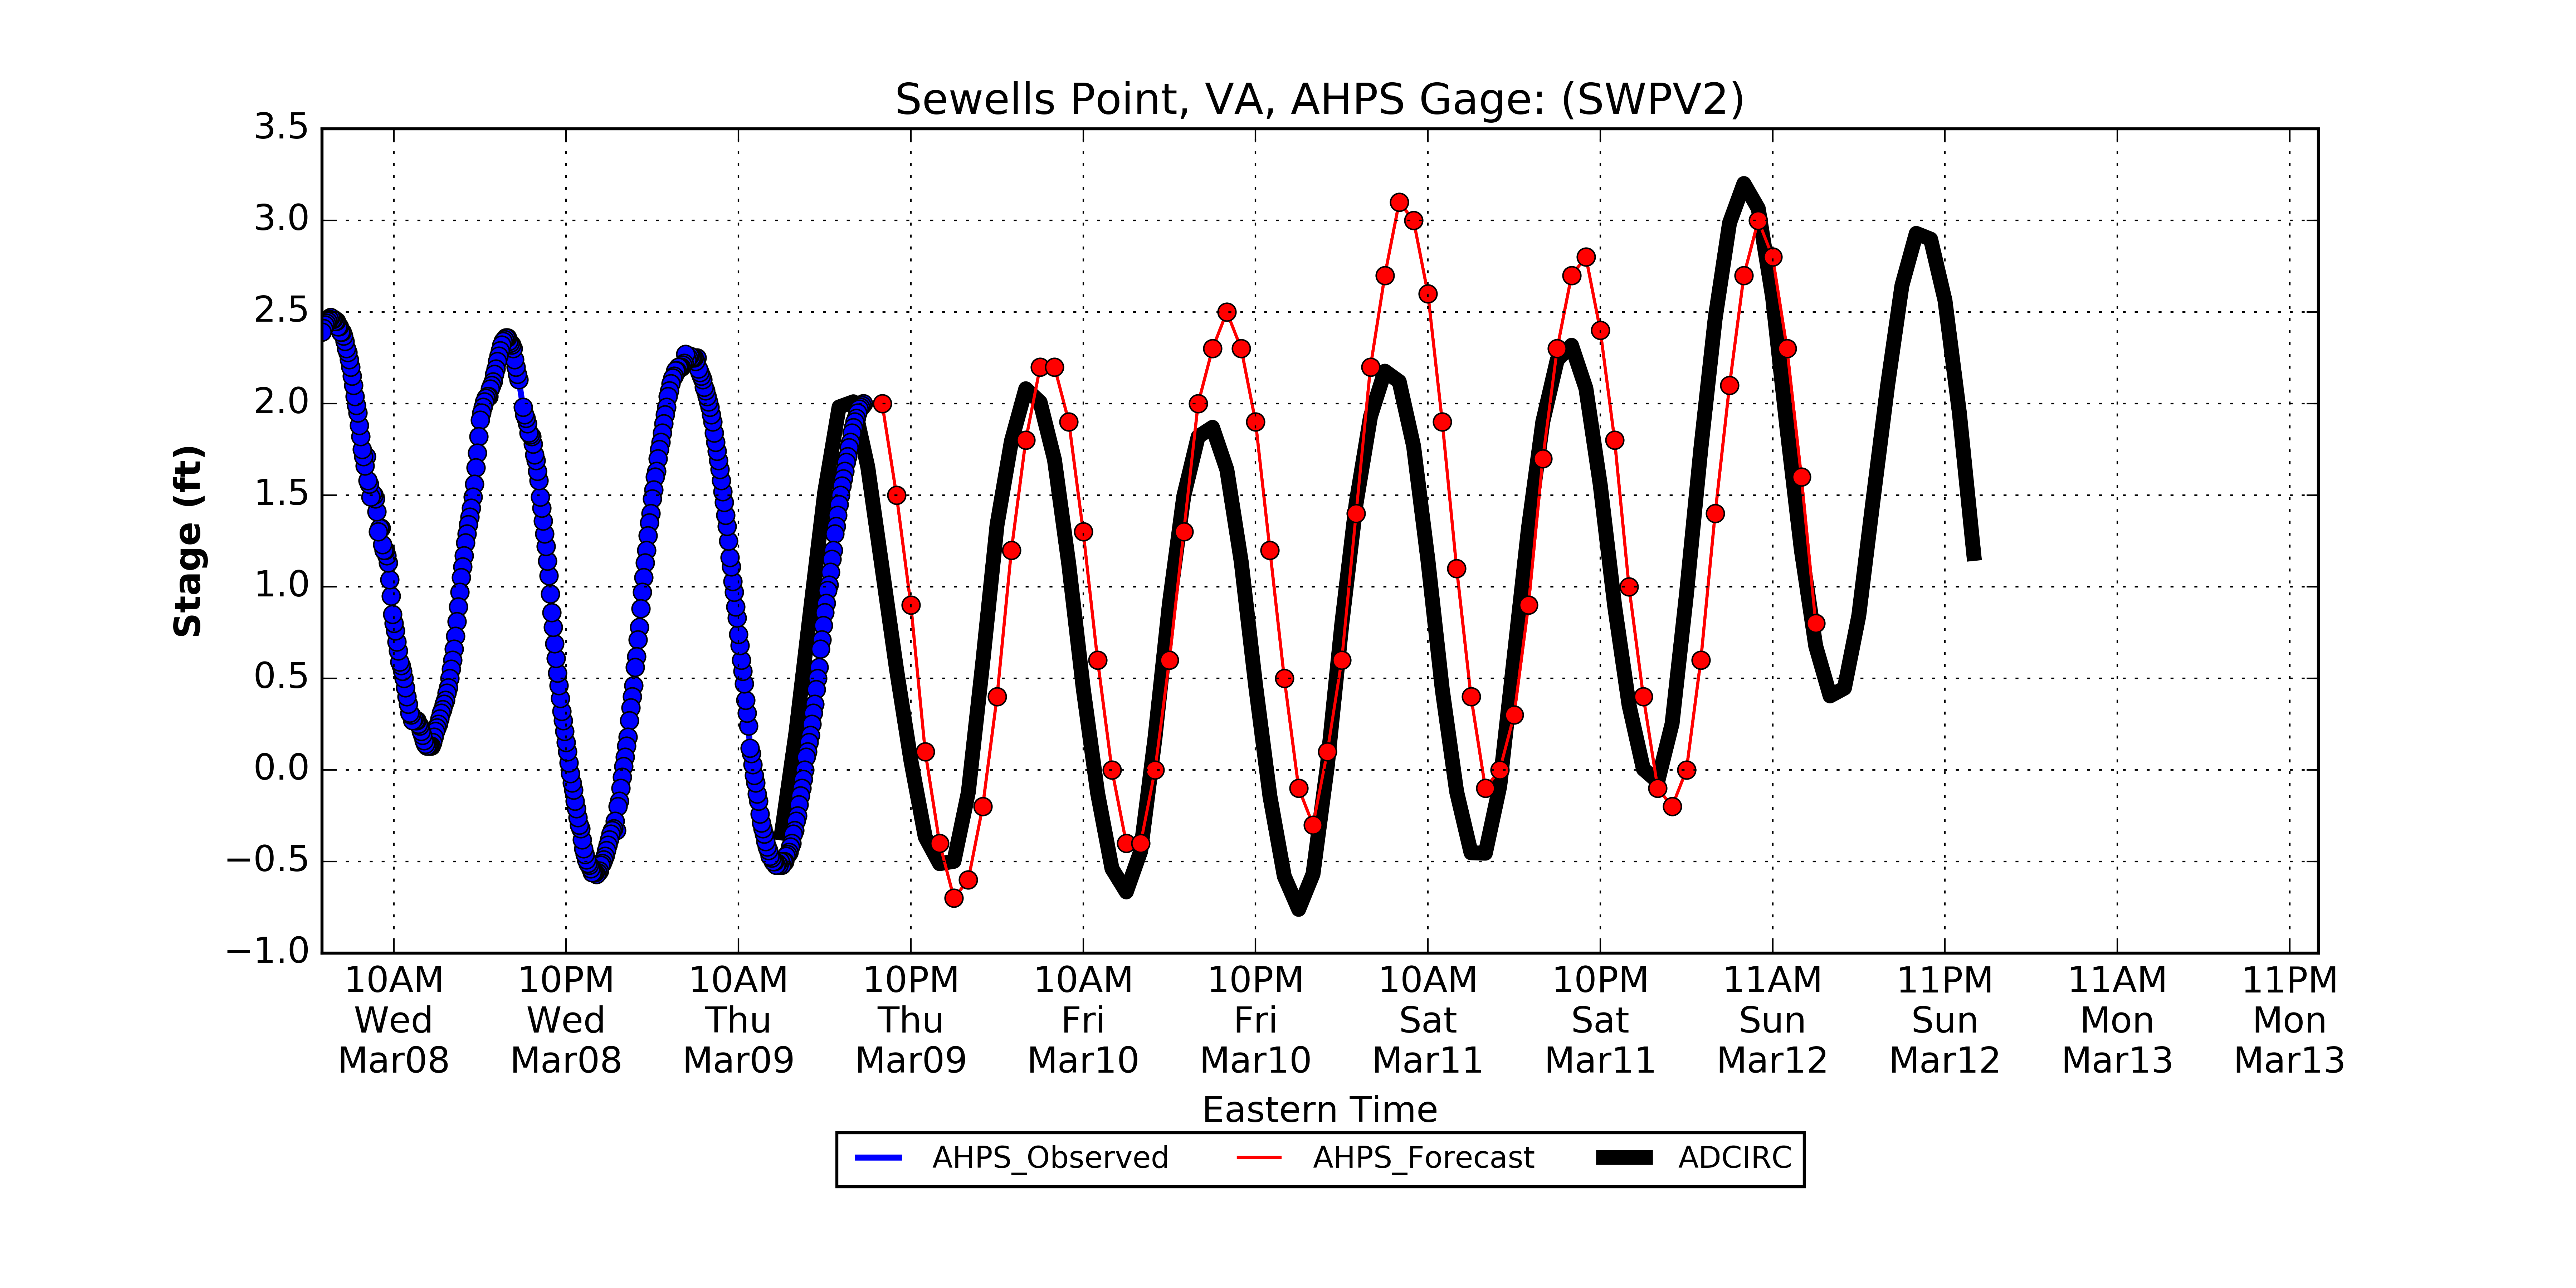 Sewells Point, VA, AHPS Gage: (SWPV2)
3.5
3.0
2.5
2.0
1.5
1.0
0.5
0.0
−0.5
−1.0
Stage (ft)
10AM 10PM 10AM 10PM 10AM 10PM 10AM 10PM 11AM 11PM 11AM 11PM
Wed Wed Thu Thu Fri Fri Sat Sat Sun Sun Mon Mon
Mar08 Mar08 Mar09 Mar09 Mar10 Mar10 Mar11 Mar11 Mar12 Mar12 Mar13 Mar13
Eastern Time
AHPS_Observed AHPS_Forecast ADCIRC